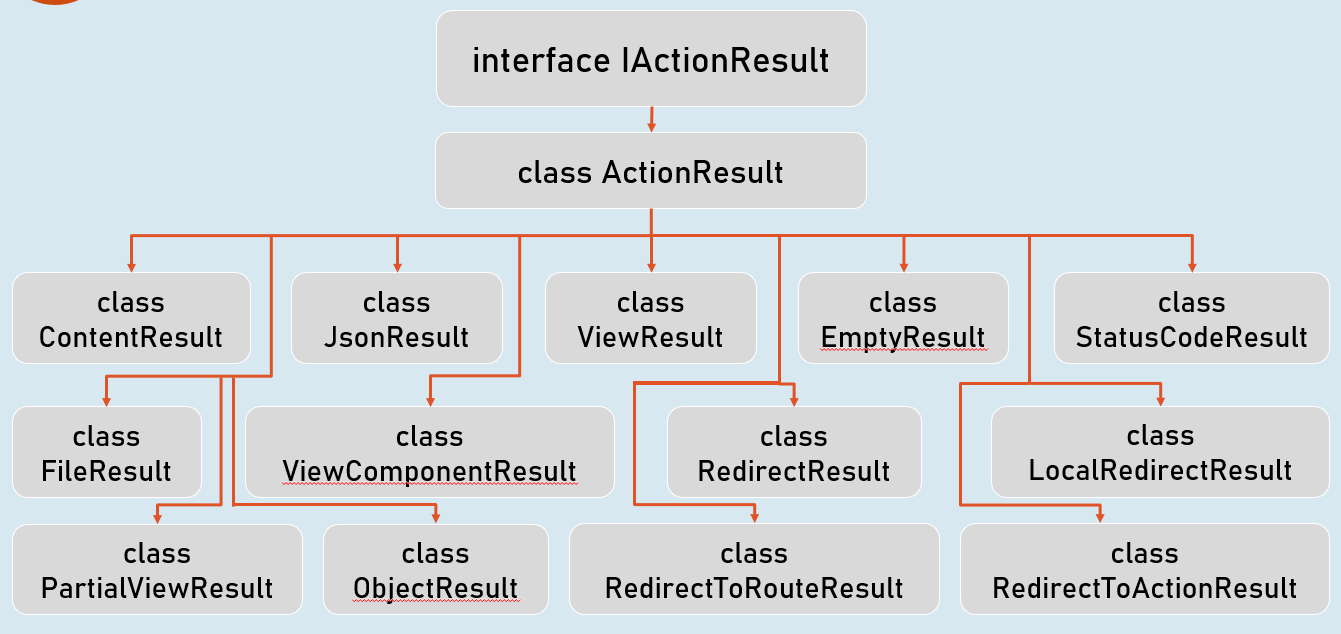 interface IActionResult
class ActionResult
class
ContentResult
class
JsonResult
class
ViewResult
class
EmptyResult
class
StatusCodeResult
class
FileResult
class
ViewComponentResult
class
RedirectResult
class
LocalRedirectResult
class
PartialViewResult
class
ObjectResult
class
RedirectToRouteResult
class
RedirectToActionResult